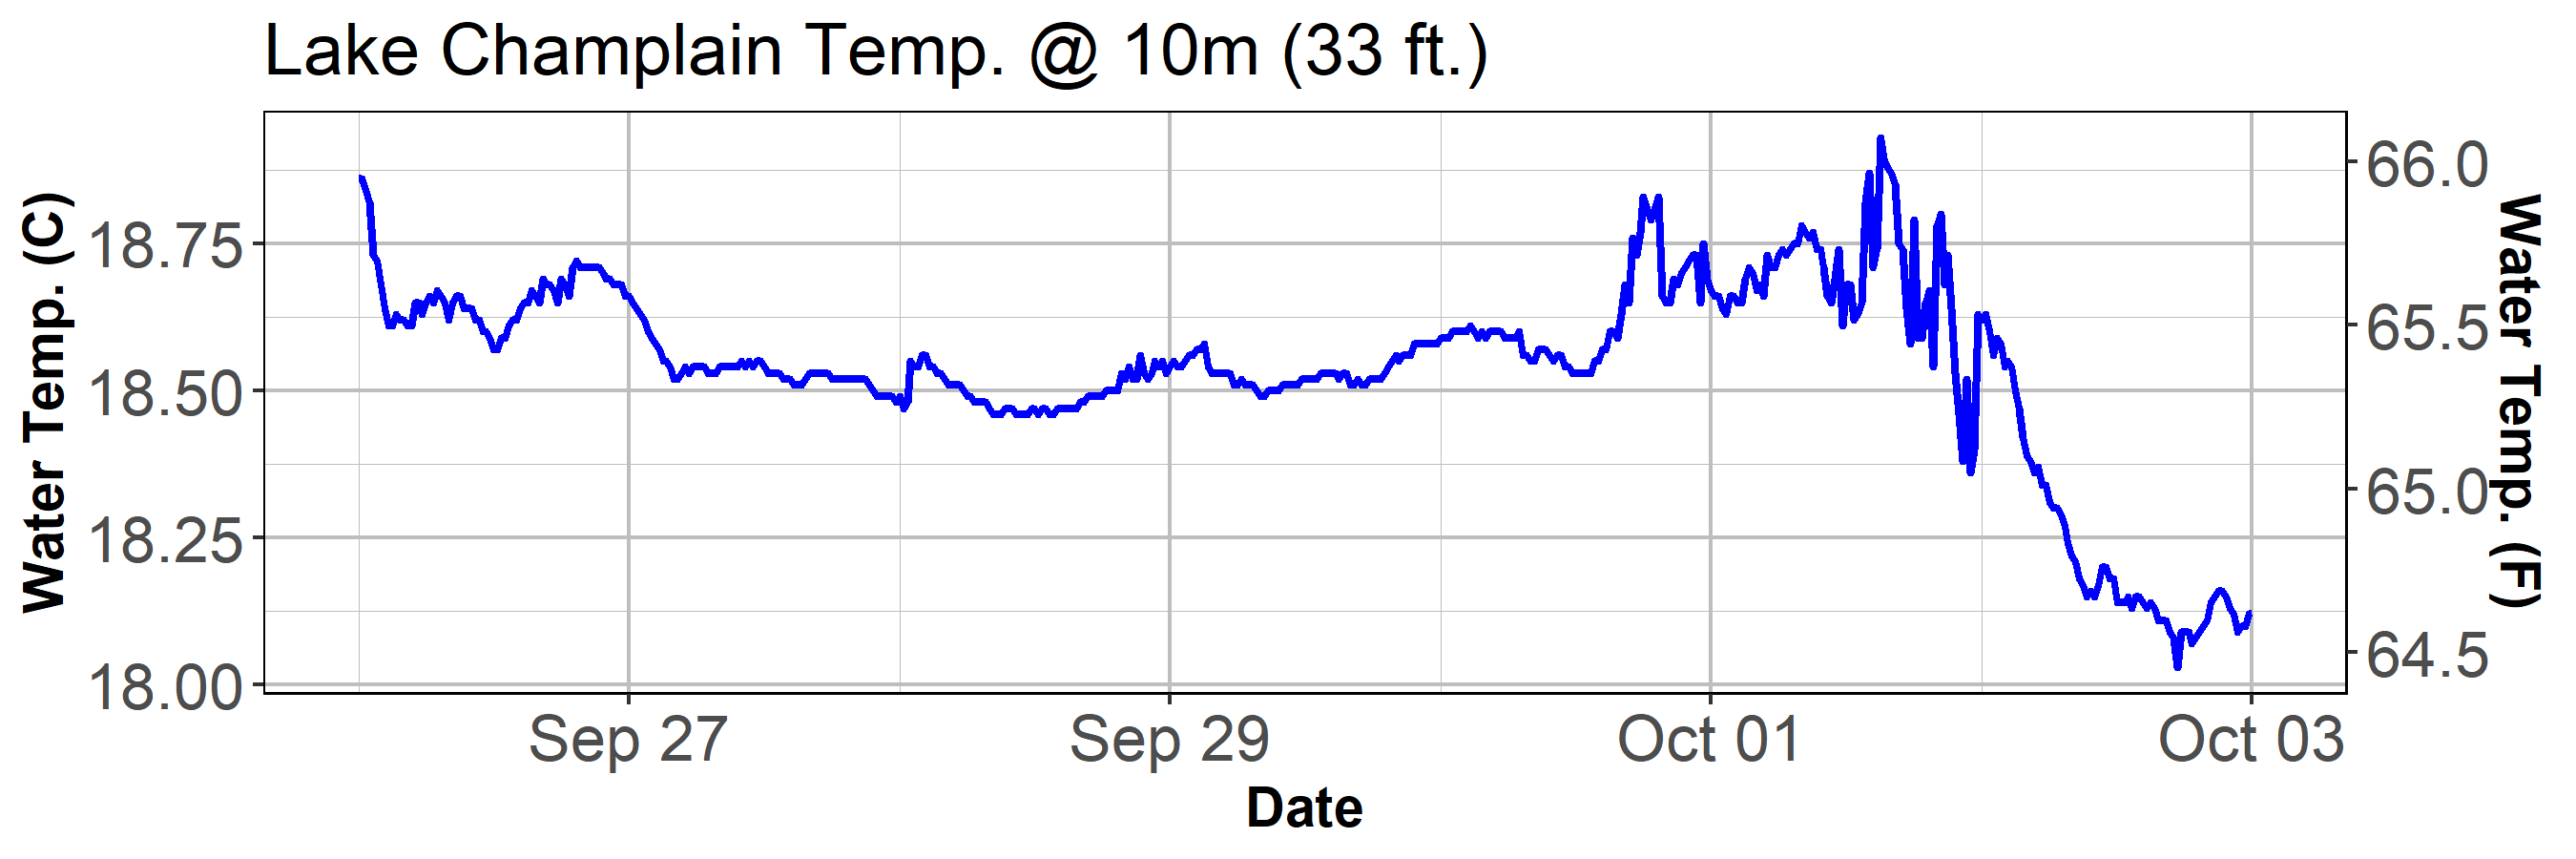 Lake Champlain Temp. @ 10m (33 ft.)
Water Temp. (C)
18.75
18.50
18.25
18.00
66.0
65.5
65.0
64.5
Water Temp. (F)
Sep 27 Sep 29 Oct 01 Oct 03
Date